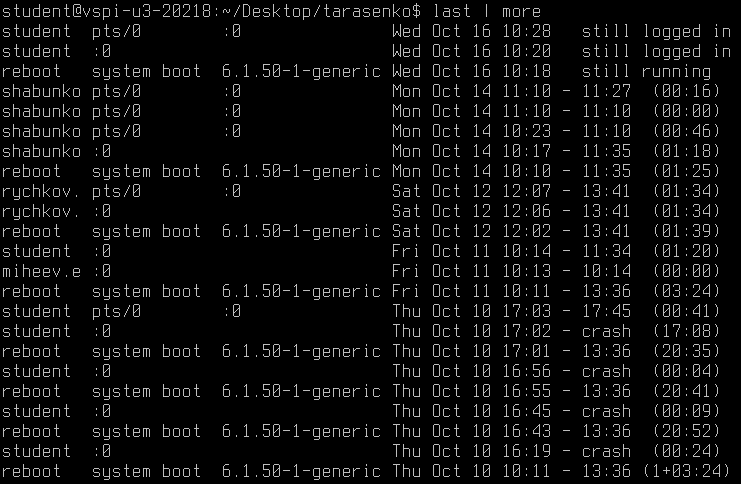 student@vspi-u3-20218:~/Desktop/tarasenko$ last | more
student  pts/0        :0               Wed Oct 16 10:28   still logged in
student  :0                            Wed Oct 16 10:20   still logged in
reboot   system boot  6.1.50-1-generic Wed Oct 16 10:18   still running
shabunko pts/0        :0               Mon Oct 14 11:10 - 11:27  (00:16)
shabunko pts/0        :0               Mon Oct 14 11:10 - 11:10  (00:00)
shabunko pts/0        :0               Mon Oct 14 10:23 - 11:10  (00:46)
shabunko :0                            Mon Oct 14 10:17 - 11:35  (01:18)
reboot   system boot  6.1.50-1-generic Mon Oct 14 10:10 - 11:35  (01:25)
rychkov. pts/0        :0               Sat Oct 12 12:07 - 13:41  (01:34)
rychkov. :0                            Sat Oct 12 12:06 - 13:41  (01:34)
reboot   system boot  6.1.50-1-generic Sat Oct 12 12:02 - 13:41  (01:39)
student  :0                            Fri Oct 11 10:14 - 11:34  (01:20)
miheev.e :0                            Fri Oct 11 10:13 - 10:14  (00:00)
reboot   system boot  6.1.50-1-generic Fri Oct 11 10:11 - 13:36  (03:24)
student  pts/0        :0               Thu Oct 10 17:03 - 17:45  (00:41)
student  :0                            Thu Oct 10 17:02 - crash  (17:08)
reboot   system boot  6.1.50-1-generic Thu Oct 10 17:01 - 13:36  (20:35)
student  :0                            Thu Oct 10 16:56 - crash  (00:04)
reboot   system boot  6.1.50-1-generic Thu Oct 10 16:55 - 13:36  (20:41)
student  :0                            Thu Oct 10 16:45 - crash  (00:09)
reboot   system boot  6.1.50-1-generic Thu Oct 10 16:43 - 13:36  (20:52)
student  :0                            Thu Oct 10 16:19 - crash  (00:24)
reboot   system boot  6.1.50-1-generic Thu Oct 10 10:11 - 13:36 (1+03:24)